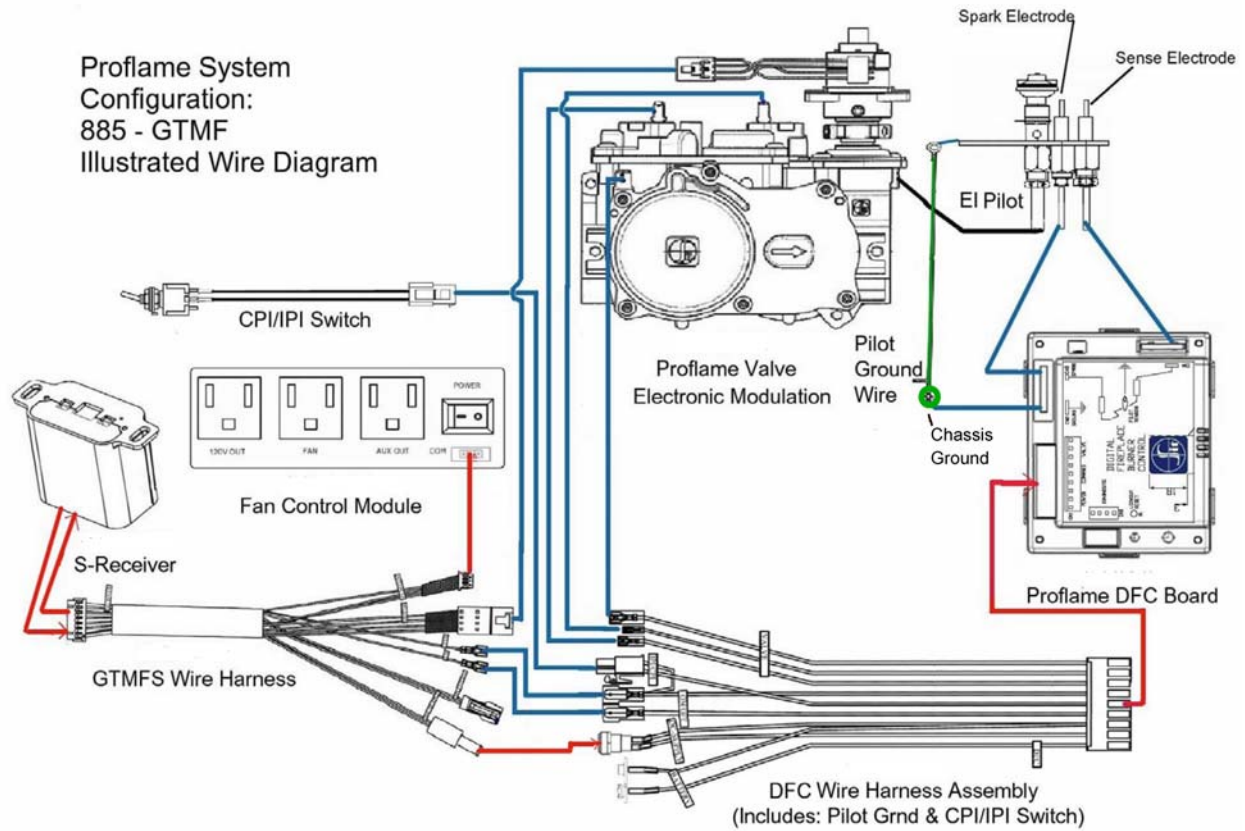 Proflame System
Configuration:
885 - GTMF
Illustrated Wire Diagram
Spark Electrode
Sense Electrode
EI Pilot
CPI/IPI Switch
Proflame Valve
Electronic Modulation
Pilot
Ground
Wire
Chassis
Ground
POWER
120V OUT
FAN
AUX OUT
COM
Fan Control Module
S-Receiver
DIGITAL
FIREPLACE
BURNER
CONTROL
Proflame DFC Board
GTMFS Wire Harness
DFC Wire Harness Assembly
(Includes: Pilot Grnd & CPI/IPI Switch)